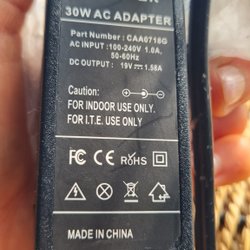 30W AC ADAPTER
Part Number: CAA0718G
AC INPUT: 100-240V 1.0A.
50-60Hz
DC OUTPUT: 19V ⎓ 1.58A
Caution:
FOR INDOOR USE ONLY.
FOR I.T.E. USE ONLY.
FC CE RoHS
MADE IN CHINA